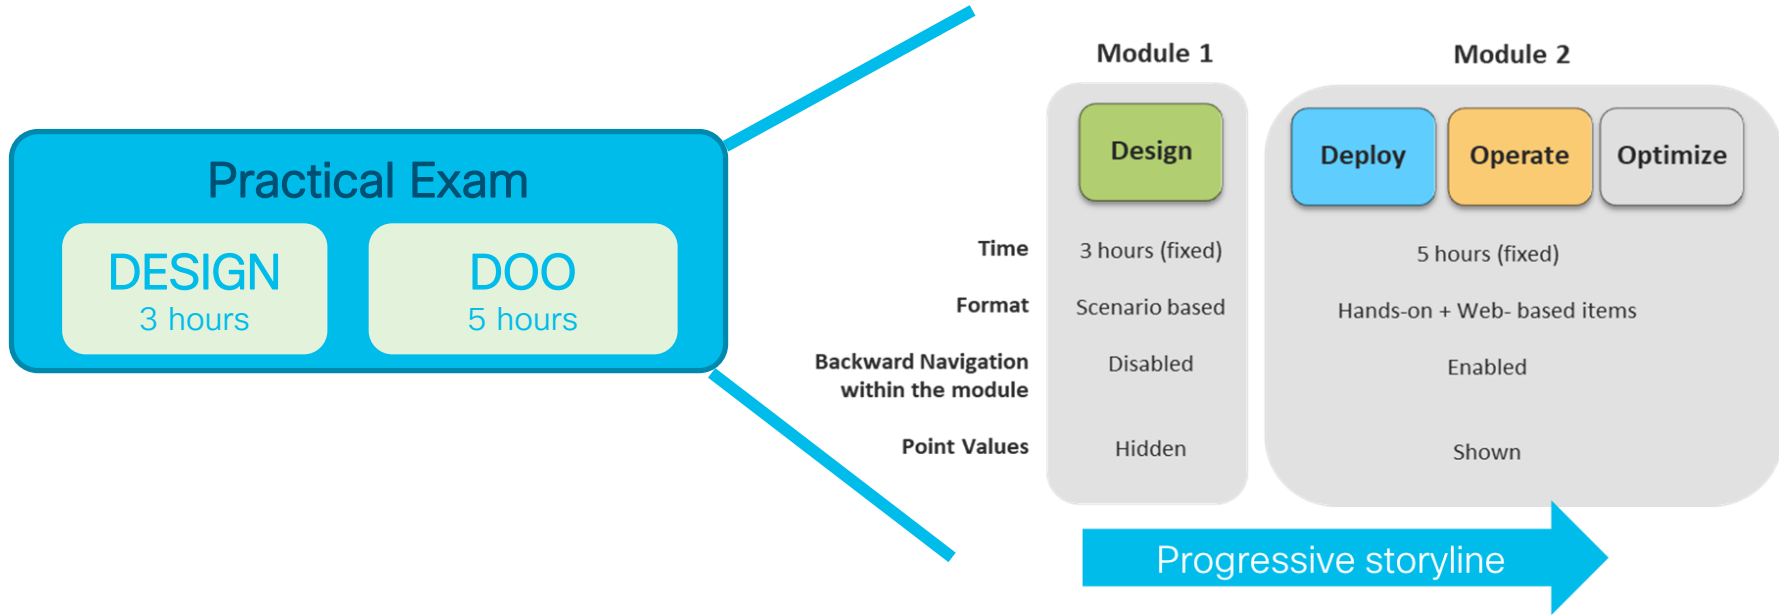 Practical Exam
DESIGN
3 hours
DOO
5 hours
Module 1
Module 2
Design
Deploy
Operate
Optimize
Time
3 hours (fixed)
5 hours (fixed)
Format
Scenario based
Hands-on + Web- based items
Backward Navigation
within the module
Disabled
Enabled
Point Values
Hidden
Shown
Progressive storyline